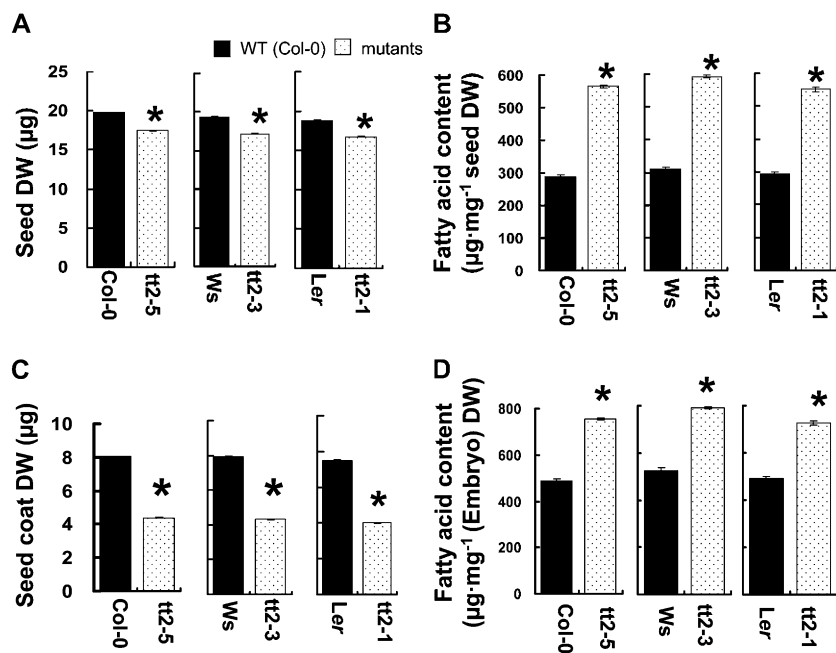 A
WT (Col-0) mutants
Seed DW (µg)
25
20
15
10
5
0
*
*
*
Col-0
tt2-5
Ws
tt2-3
Ler
tt2-1
B
Fatty acid content
(µg·mg⁻¹ seed DW)
600
500
400
300
200
100
0
*
*
*
Col-0
tt2-5
Ws
tt2-3
Ler
tt2-1
C
Seed coat DW (µg)
10
8
6
4
2
0
*
*
*
Col-0
tt2-5
Ws
tt2-3
Ler
tt2-1
D
Fatty acid content
(µg·mg⁻¹ (Embryo) DW)
800
600
400
200
0
*
*
*
Col-0
tt2-5
Ws
tt2-3
Ler
tt2-1